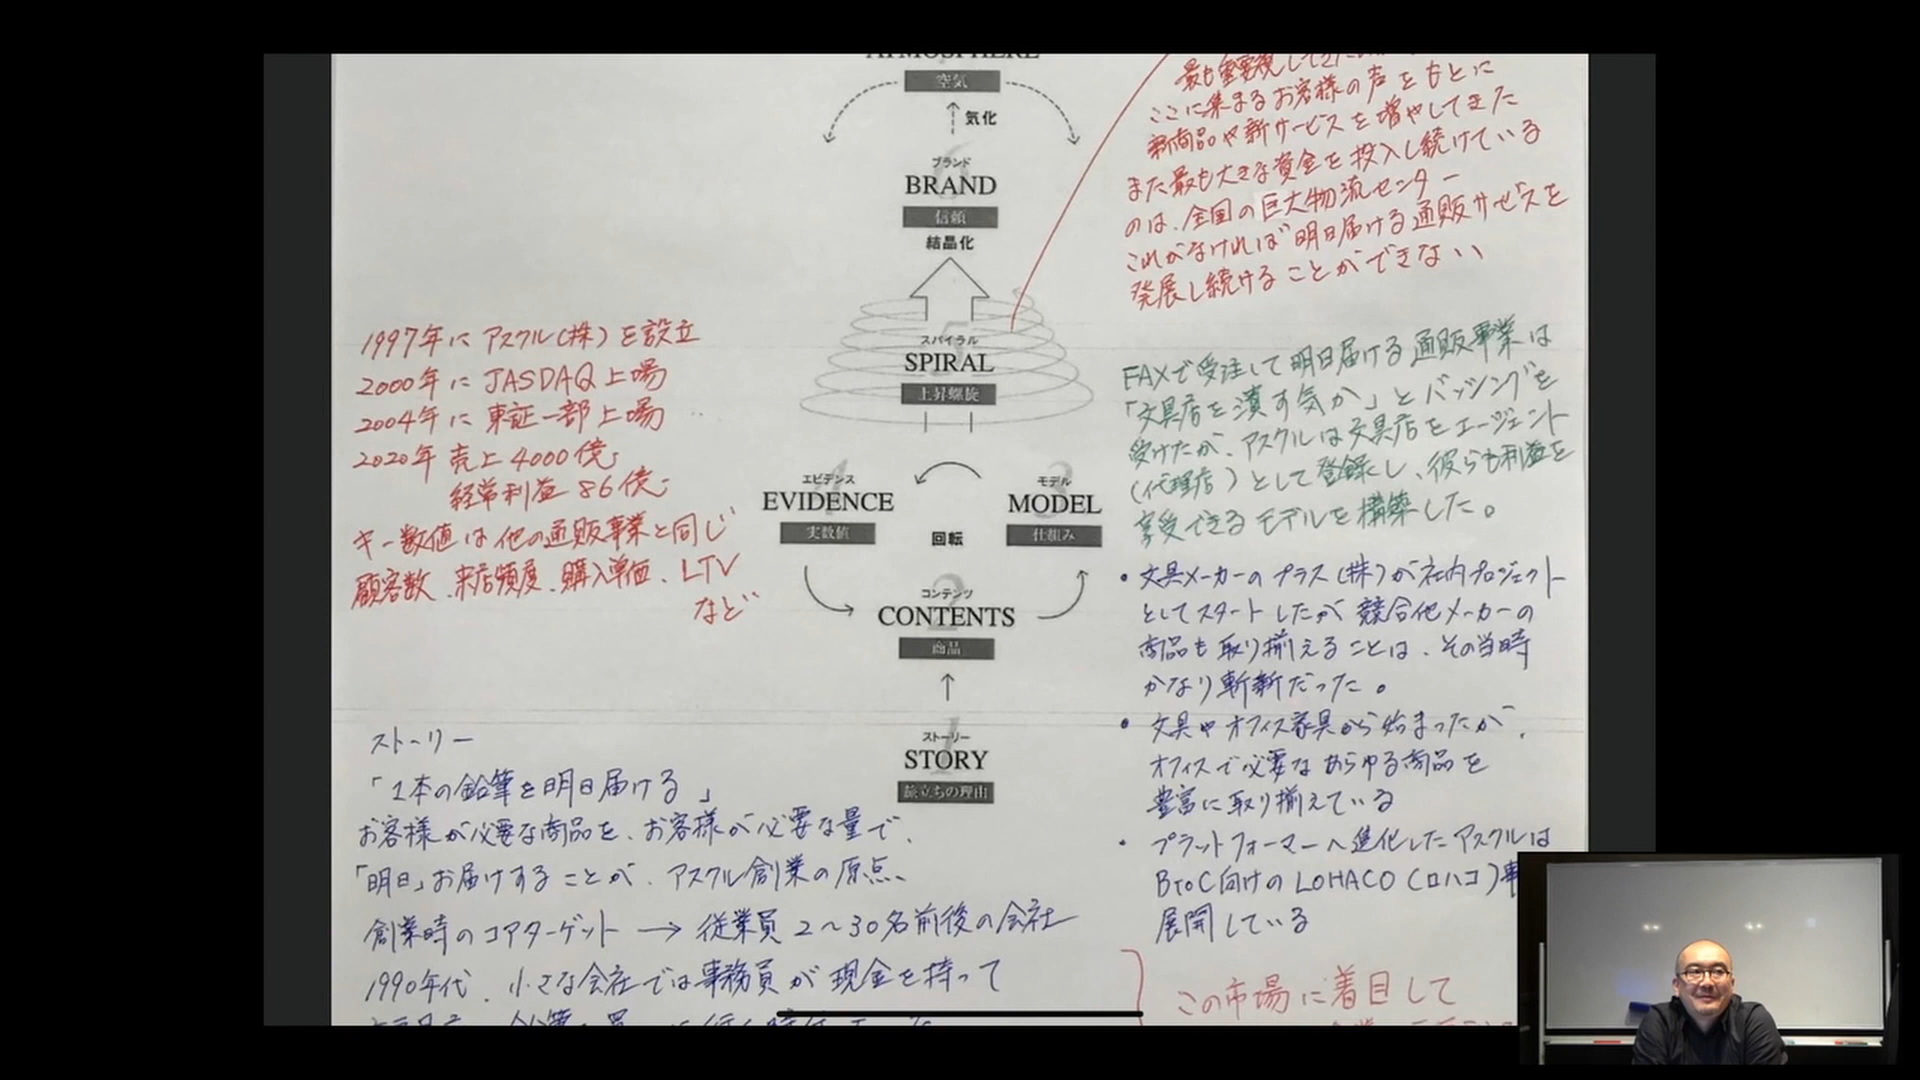 ATMOSPHERE
空気
気化
ブランド
BRAND
信頼
結晶化
スパイラル
SPIRAL
上昇螺旋
エビデンス
EVIDENCE
実数値
モデル
MODEL
仕組み
回転
コンテンツ
CONTENTS
商品
ストーリー
STORY
旅立ちの理由
1997年に アスクル(株)を設立
2000年に JASDAQ上場
2004年に 東証一部上場
2020年 売上4000億
経常利益 86億
キー数値は他の通販事業と同じ
顧客数、来店頻度、購入単価、LTV
など
ストーリー
「1本の鉛筆を明日届ける」
お客様が必要な商品を、お客様が必要な量で、
「明日」お届けすることが、アスクル創業の原点、
創業時のコアターゲット → 従業員2〜30名前後の会社
1990年代、小さな会社では事務員が現金を持って
最も重要視してきた
ここに集まるお客様の声をもとに
新商品や新サービスを増やしてきた
また最も大きな資金を投入し続けている
のは、全国の巨大物流センター
これがなければ明日届ける通販サービスを
発展し続けることができない
FAXで受注して明日届ける通販事業は
「文具店を潰す気か」とバッシングを
受けたが、アスクルは文具店をエージェント
(代理店)として登録し、彼らも利益を
享受できるモデルを構築した。
・文具メーカーのプラス(株)が社内プロジェクト
としてスタートしたが競合他メーカーの
商品も取り揃えることは、その当時
かなり斬新だった。
・文具やオフィス家具から始まったが、
オフィスで必要なあらゆる商品を
豊富に取り揃えている
・プラットフォーマーへ進化したアスクルは
BtoC向けのLOHACO(ロハコ)事
展開している
この市場に着目して